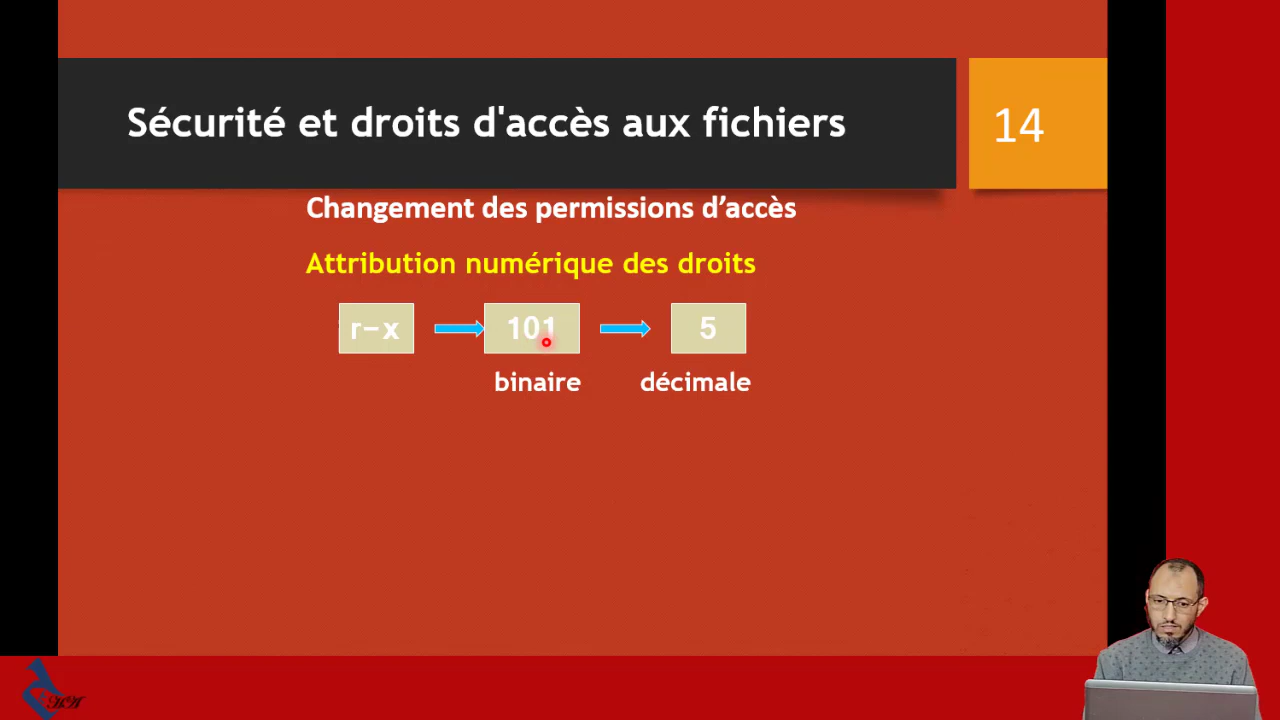 Sécurité et droits d'accès aux fichiers
14
Changement des permissions d’accès
Attribution numérique des droits
r-x
101
5
binaire
décimale